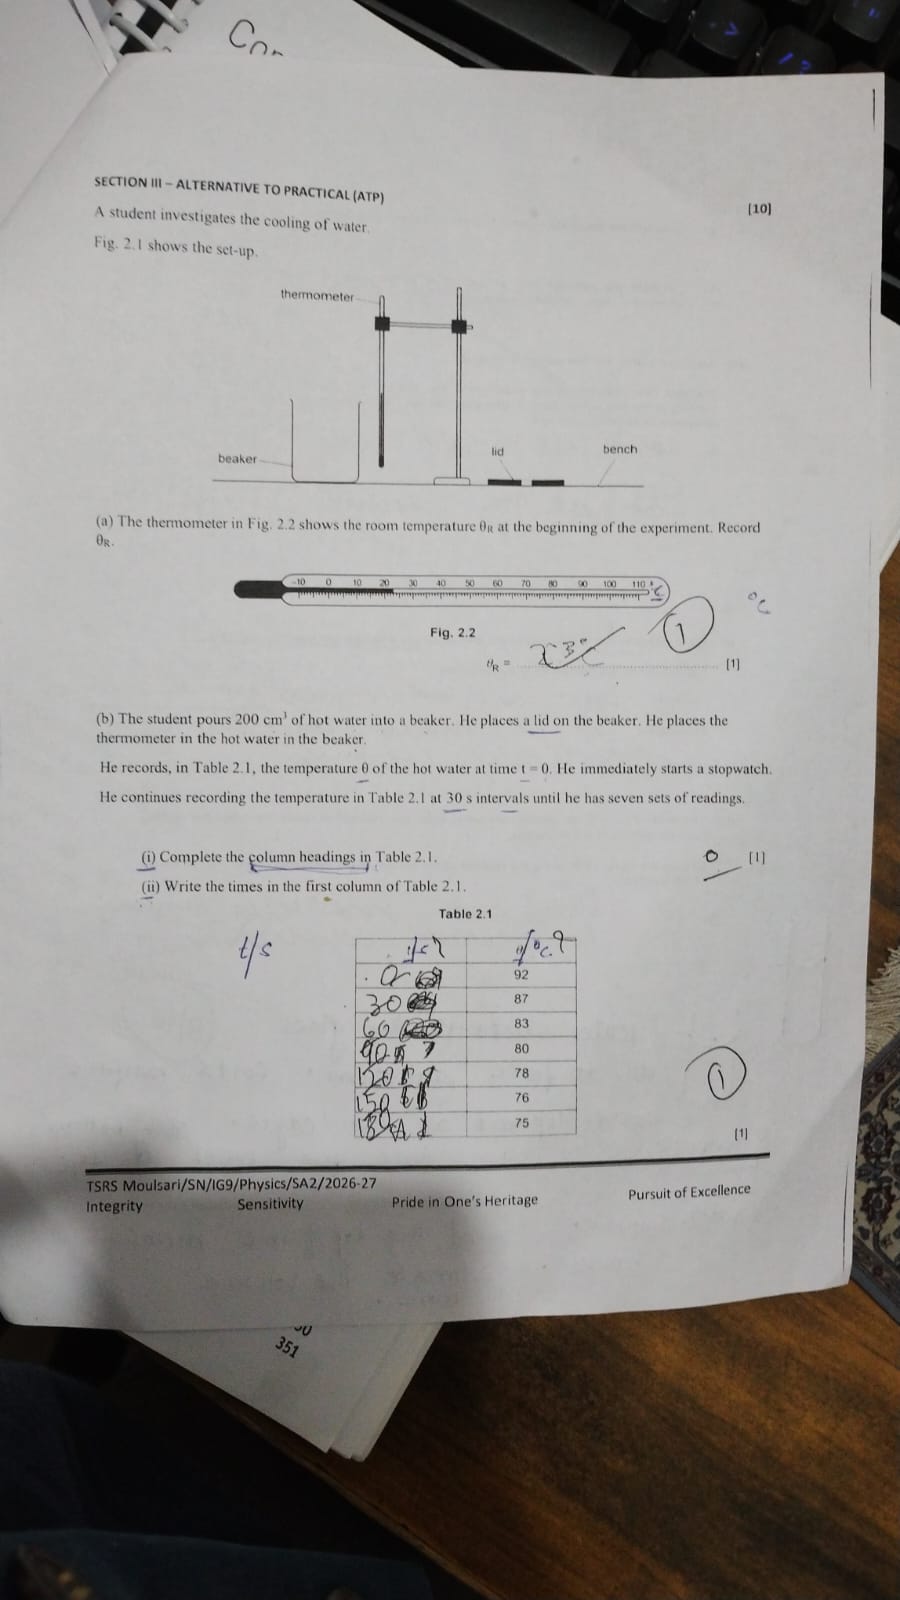 Cor
SECTION III – ALTERNATIVE TO PRACTICAL (ATP)
[10]
A student investigates the cooling of water.
Fig. 2.1 shows the set-up.
thermometer
beaker
lid
bench
(a) The thermometer in Fig. 2.2 shows the room temperature θR at the beginning of the experiment. Record
θR.
-10 0 10 20 30 40 50 60 70 80 90 100 110 °C
°C
Fig. 2.2
1
θR = 23°C [1]
(b) The student pours 200 cm³ of hot water into a beaker. He places a lid on the beaker. He places the
thermometer in the hot water in the beaker.
He records, in Table 2.1, the temperature θ of the hot water at time t = 0. He immediately starts a stopwatch.
He continues recording the temperature in Table 2.1 at 30 s intervals until he has seven sets of readings.
(i) Complete the column headings in Table 2.1.
0 [1]
(ii) Write the times in the first column of Table 2.1.
Table 2.1
t/s
/°C
0 92
30 87
60 83
90 80
120 78
150 76
180 75
1
[1]
TSRS Moulsari/SN/IG9/Physics/SA2/2026-27
Integrity Sensitivity Pride in One's Heritage Pursuit of Excellence
351